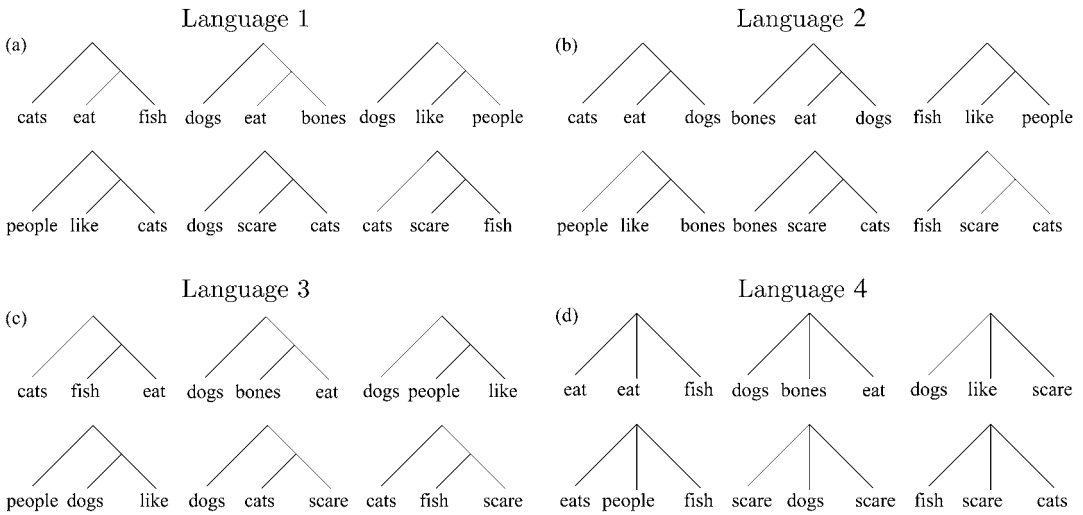 Language 1
(a)
cats eat fish dogs eat bones dogs like people
people like cats dogs scare cats cats scare fish
Language 2
(b)
cats eat dogs bones eat dogs fish like people
people like bones bones scare cats fish scare cats
Language 3
(c)
cats fish eat dogs bones eat dogs people like
people dogs like dogs cats scare cats fish scare
Language 4
(d)
eat eat fish dogs bones eat dogs like scare
eats people fish scare dogs scare fish scare cats